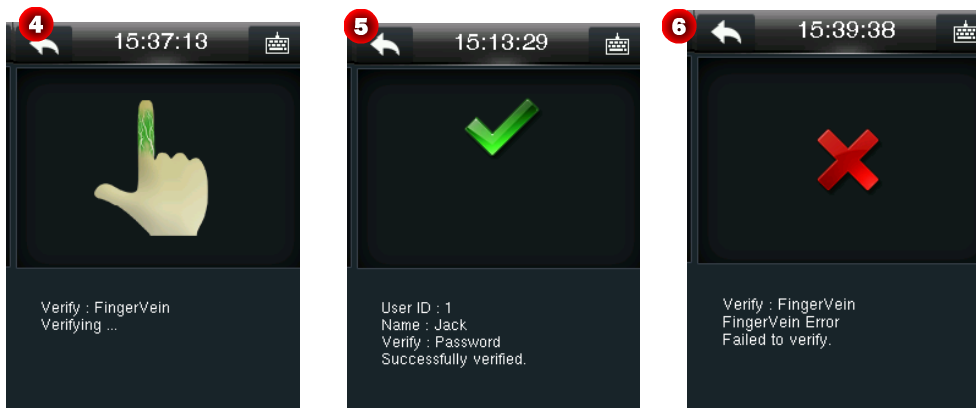 4
15:37:13
Verify : FingerVein
Verifying ...
5
15:13:29
User ID : 1
Name : Jack
Verify : Password
Successfully verified.
6
15:39:38
Verify : FingerVein
FingerVein Error
Failed to verify.